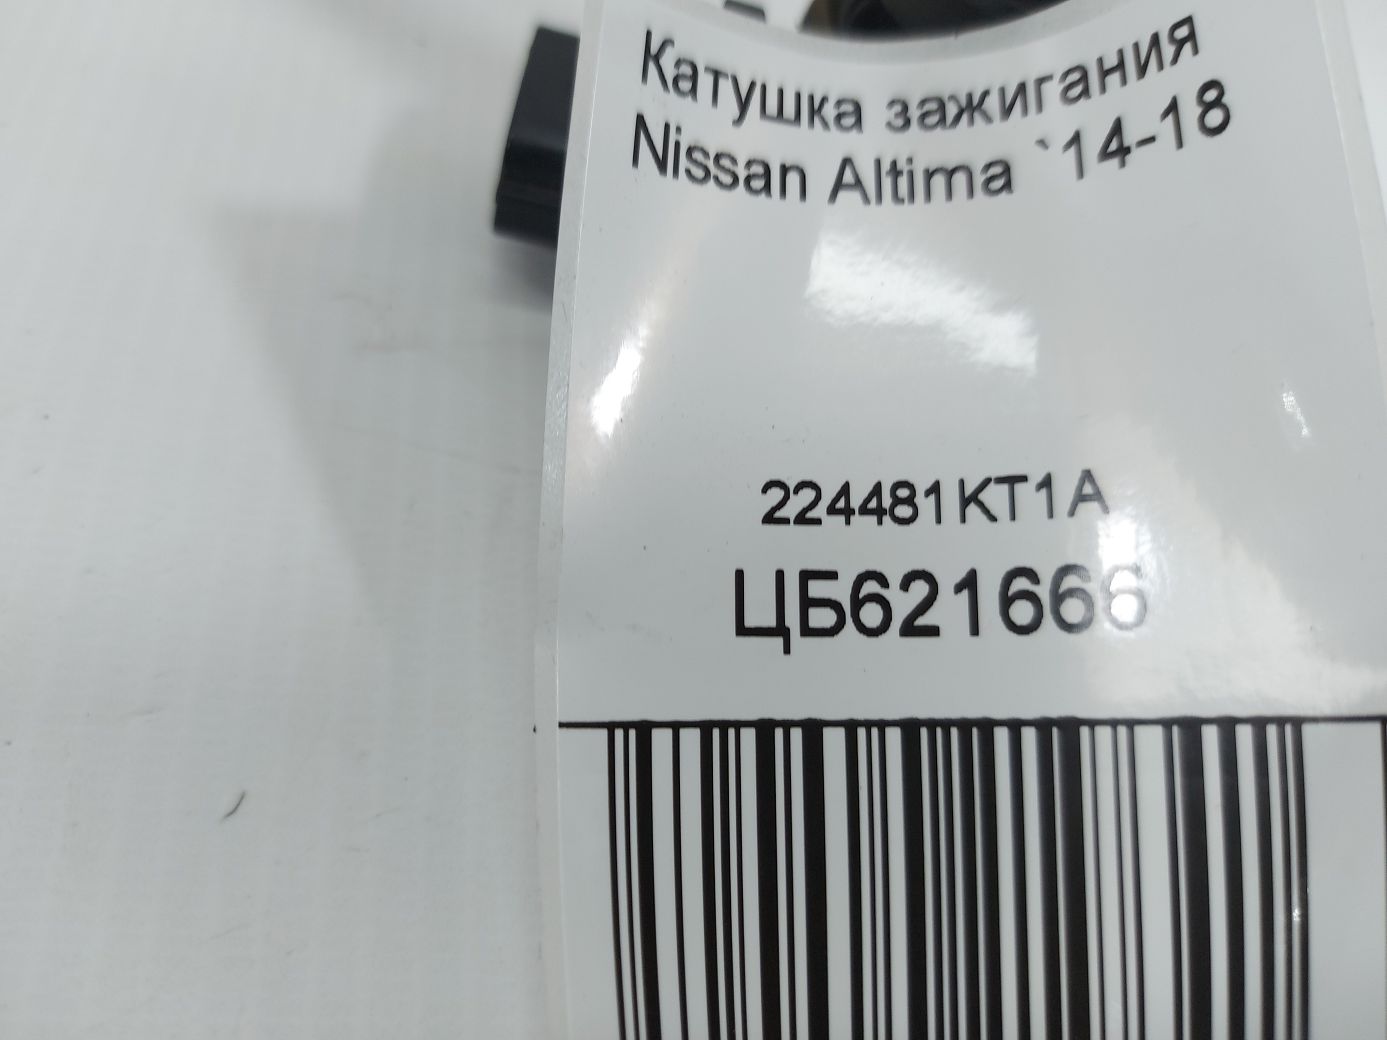 Катушка зажигания
Nissan Altima `14-18
224481KT1A
ЦБ621666